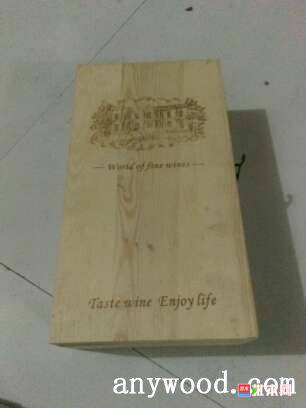 — World of fine wines —
Taste wine Enjoy life
anywood.com